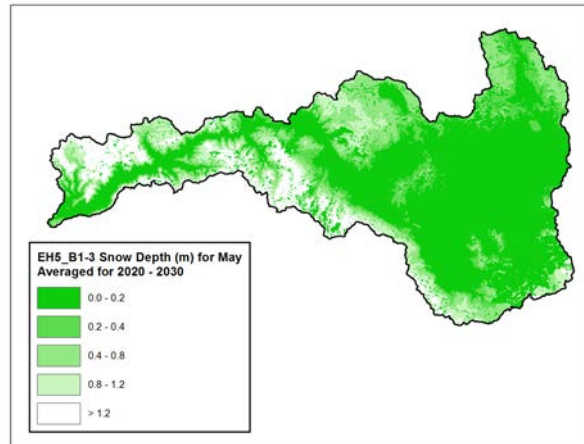 EH5_B1-3 Snow Depth (m) for May
Averaged for 2020 - 2030
0.0 - 0.2
0.2 - 0.4
0.4 - 0.8
0.8 - 1.2
> 1.2